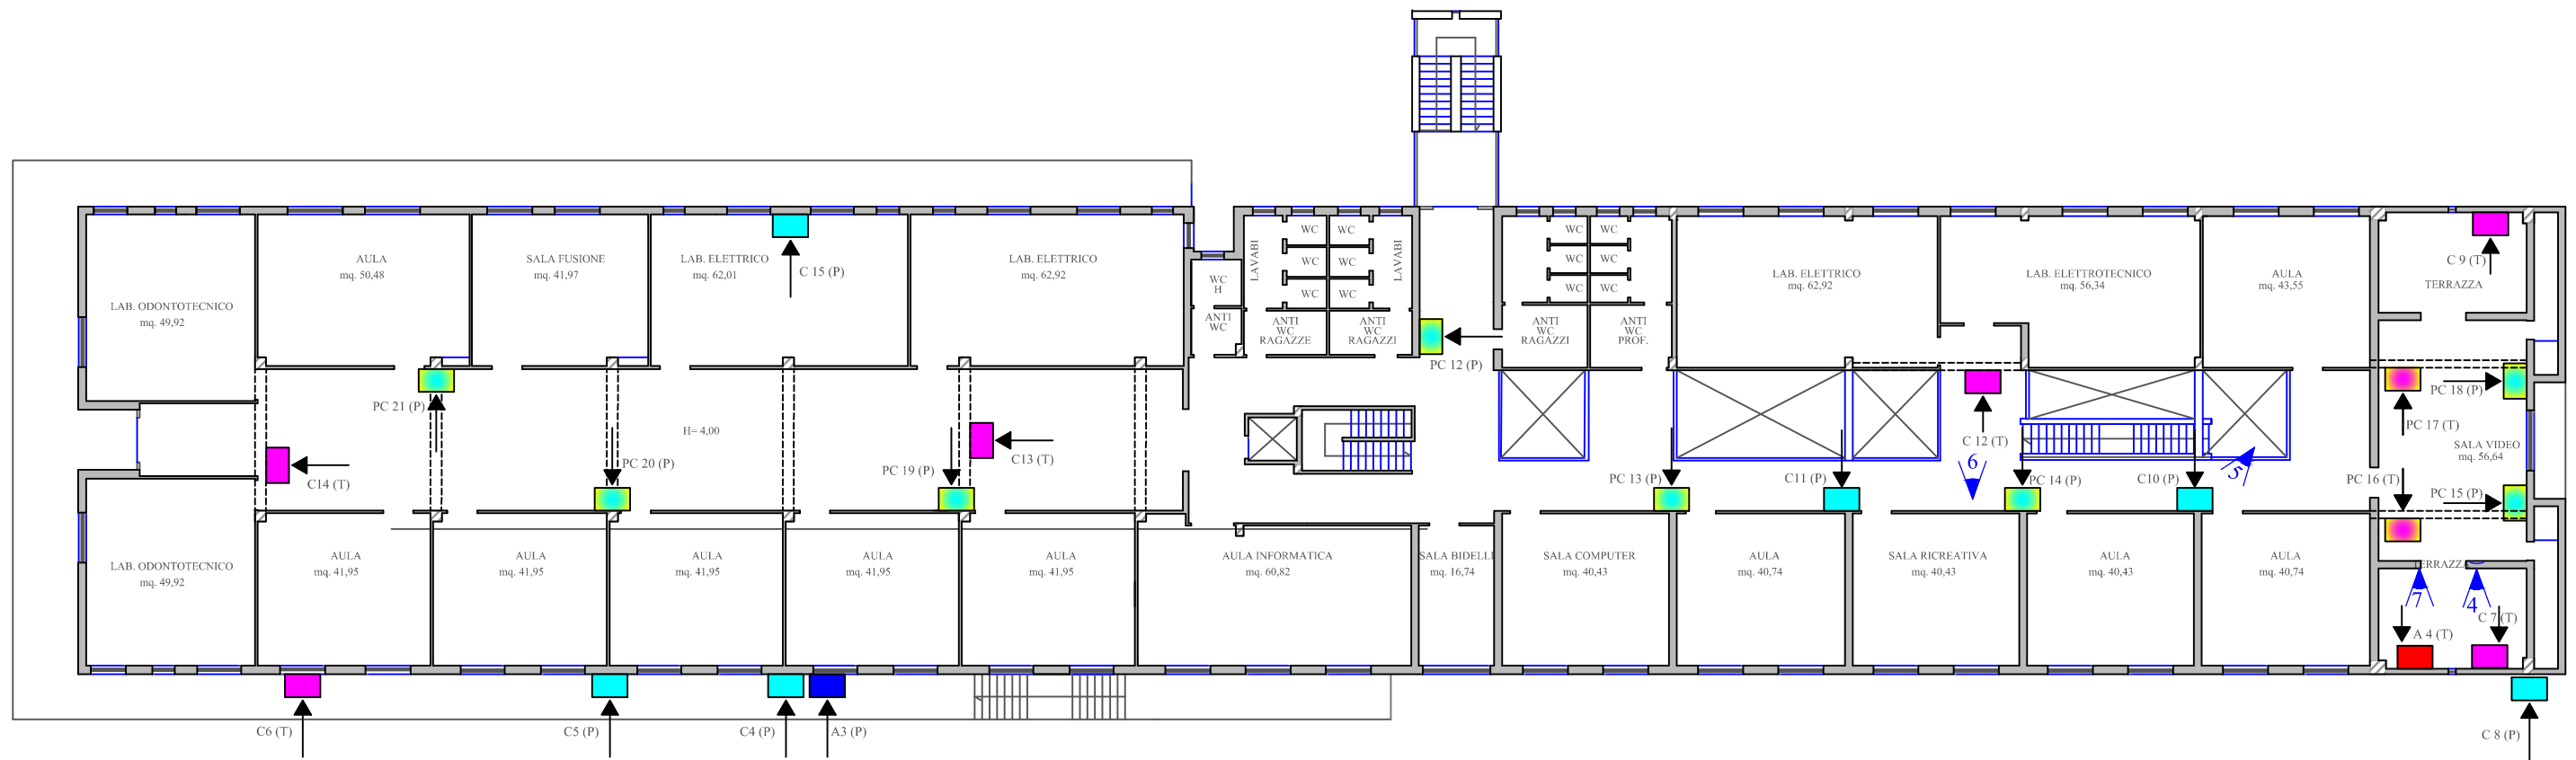 WC
WC
WC
WC
LAVABI
LAVABI
AULA
mq. 50,48
SALA FUSIONE
mq. 41,97
LAB. ELETTRICO
mq. 62,01
C 15 (P)
LAB. ELETTRICO
mq. 62,92
WC
H
WC
WC
WC
WC
LAB. ELETTRICO
mq. 62,92
LAB. ELETTROTECNICO
mq. 56,34
AULA
mq. 43,55
C 9 (T)
TERRAZZA
LAB. ODONTOTECNICO
mq. 49,92
WC
WC
WC
WC
ANTI
WC
ANTI
WC
RAGAZZE
ANTI
WC
RAGAZZI
ANTI
WC
RAGAZZI
ANTI
WC
PROF.
PC 12 (P)
PC 21 (P)
PC 18 (P)
PC 17 (T)
H= 4,00
C 12 (T)
SALA VIDEO
mq. 56,64
C14 (T)
PC 20 (P)
PC 19 (P)
C13 (T)
PC 13 (P)
C11 (P)
6
PC 14 (P)
C10 (P)
5
PC 16 (T)
PC 15 (P)
LAB. ODONTOTECNICO
mq. 49,92
AULA
mq. 41,95
AULA
mq. 41,95
AULA
mq. 41,95
AULA
mq. 41,95
AULA
mq. 41,95
AULA INFORMATICA
mq. 60,82
SALA BIDELLI
mq. 16,74
SALA COMPUTER
mq. 40,43
AULA
mq. 40,74
SALA RICREATIVA
mq. 40,43
AULA
mq. 40,43
AULA
mq. 40,74
TERRAZZA
7
4
C 7 (T)
A 4 (T)
C6 (T)
C5 (P)
C4 (P)
A3 (P)
C 8 (P)